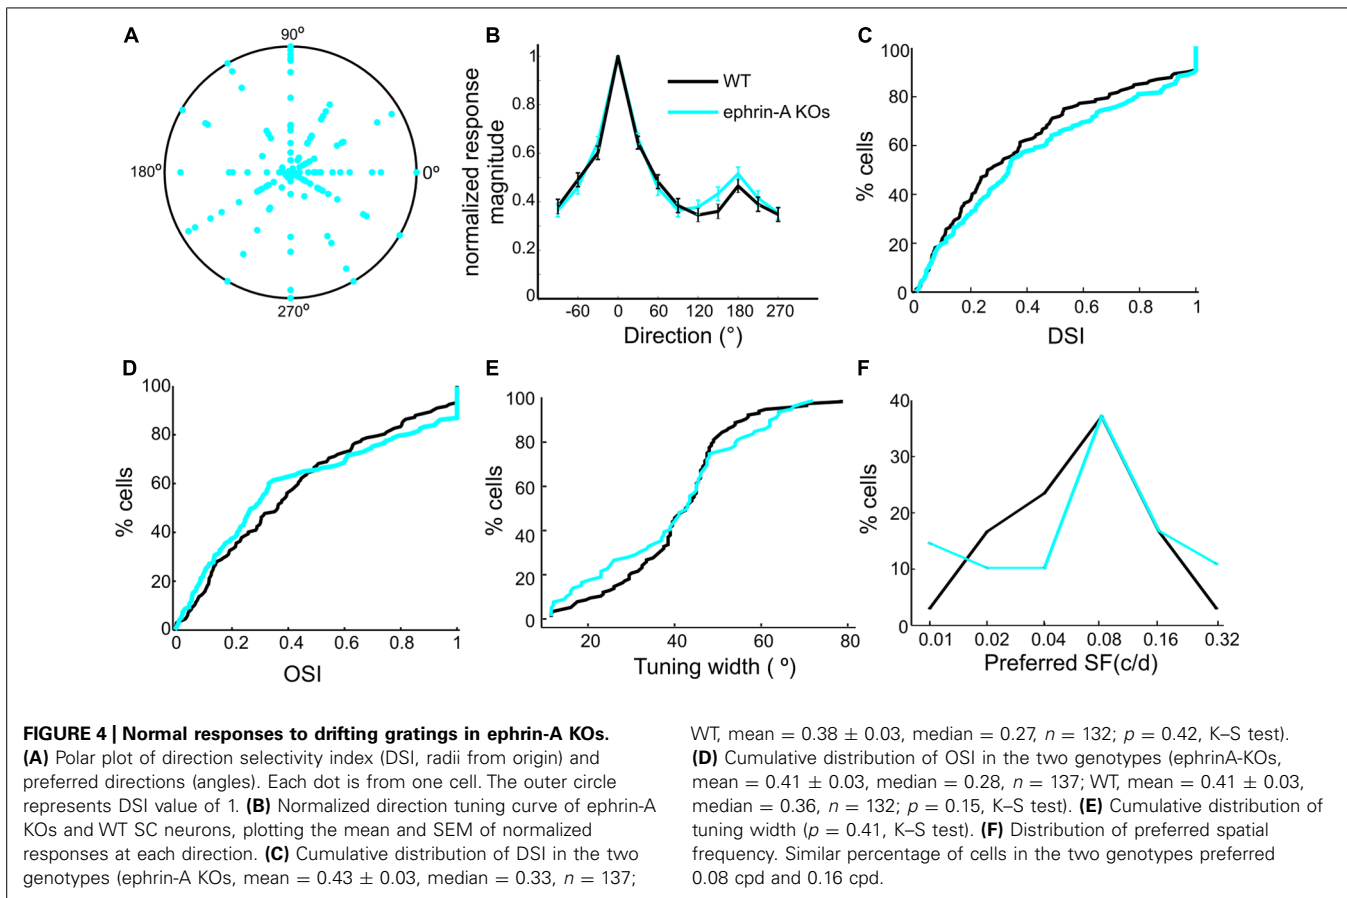 A
90°
180°
0°
270°
B
normalized response
magnitude
1
0.8
0.6
0.4
0.2
0
WT
ephrin-A KOs
-60 0 60 120 180 270
Direction (°)
C
% cells
100
80
60
40
20
0
0 0.2 0.4 0.6 0.8 1
DSI
D
% cells
100
80
60
40
20
0
0 0.2 0.4 0.6 0.8 1
OSI
E
% cells
100
80
60
40
20
0
20 40 60 80
Tuning width ( º)
F
% cells
40
30
20
10
0
0.01 0.02 0.04 0.08 0.16 0.32
Preferred SF(c/d)
FIGURE 4 | Normal responses to drifting gratings in ephrin-A KOs.
(A) Polar plot of direction selectivity index (DSI, radii from origin) and
preferred directions (angles). Each dot is from one cell. The outer circle
represents DSI value of 1. (B) Normalized direction tuning curve of ephrin-A
KOs and WT SC neurons, plotting the mean and SEM of normalized
responses at each direction. (C) Cumulative distribution of DSI in the two
genotypes (ephrin-A KOs, mean = 0.43 ± 0.03, median = 0.33, n = 137;
WT, mean = 0.38 ± 0.03, median = 0.27, n = 132; p = 0.42, K–S test).
(D) Cumulative distribution of OSI in the two genotypes (ephrinA-KOs,
mean = 0.41 ± 0.03, median = 0.28, n = 137; WT, mean = 0.41 ± 0.03,
median = 0.36, n = 132; p = 0.15, K–S test). (E) Cumulative distribution of
tuning width (p = 0.41, K–S test). (F) Distribution of preferred spatial
frequency. Similar percentage of cells in the two genotypes preferred
0.08 cpd and 0.16 cpd.